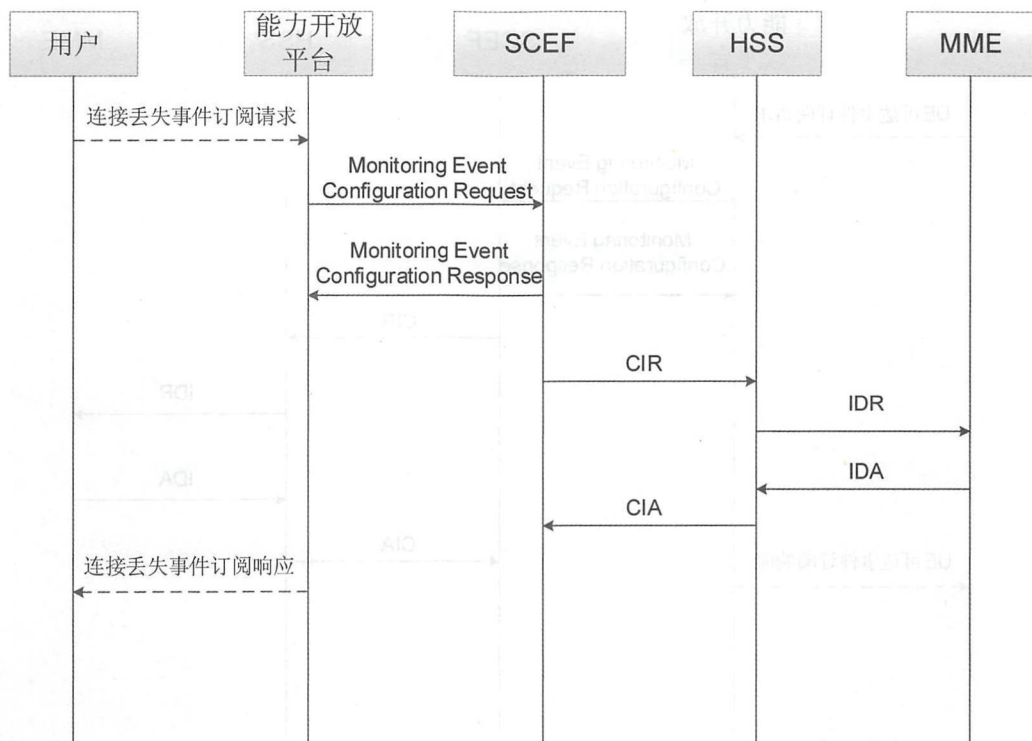 用户
能力开放
平台
SCEF
HSS
MME
连接丢失事件订阅请求
Monitoring Event
Configuration Request
Monitoring Event
Configuration Response
CIR
IDR
IDA
CIA
连接丢失事件订阅响应